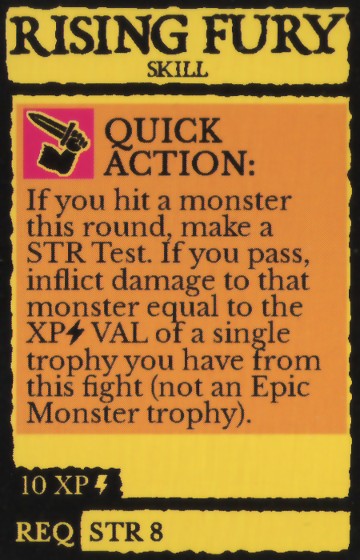 RISING FURY
SKILL
QUICK
ACTION:
If you hit a monster
this round, make a
STR Test. If you pass,
inflict damage to that
monster equal to the
XP⚡ VAL of a single
trophy you have from
this fight (not an Epic
Monster trophy).
10 XP⚡
REQ STR 8